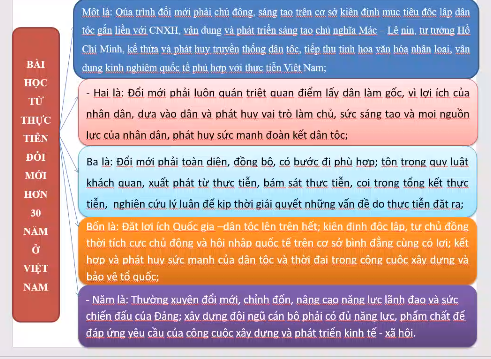 BÀI
HỌC
TỪ
THỰC
TIỄN
ĐỔI
MỚI
HƠN
30
NĂM
Ở
VIỆT
NAM
Một là: Qúa trình đổi mới phải chủ động, sáng tạo trên cơ sở kiên định mục tiêu độc lập dân
tộc gắn liền với CNXH, vận dụng và phát triển sáng tạo chủ nghĩa Mác – Lê nin, tư tưởng Hồ
Chí Minh, kế thừa và phát huy truyền thống dân tộc, tiếp thu tinh hoa văn hóa nhân loại, vân
dụng kinh nghiệm quốc tế phù hợp với thực tiễn Việt Nam;
- Hai là: Đổi mới phải luôn quán triệt quan điểm lấy dân làm gốc, vì lợi ích của
nhân dân, dựa vào dân và phát huy vai trò làm chủ, sức sáng tạo và mọi nguồn
lực của nhân dân, phát huy sức mạnh đoàn kết dân tộc;
Ba là: Đổi mới phải toàn diện, đồng bộ, có bước đi phù hợp; tôn trọng quy luật
khách quan, xuất phát từ thực tiễn, bám sát thực tiễn, coi trọng tổng kết thực
tiễn, nghiên cứu lý luận để kịp thời giải quyết những vấn đề do thực tiễn đặt ra;
Bốn là: Đặt lợi ích Quốc gia –dân tộc lên trên hết; kiên định độc lập, tự chủ đồng
thời tích cực chủ động và hội nhập quốc tế trên cơ sở bình đẳng cùng có lợi; kết
hợp và phát huy sức mạnh của dân tộc và thời đại trong công cuộc xây dựng và
bảo vệ tổ quốc;
- Năm là: Thường xuyên đổi mới, chỉnh đốn, nâng cao năng lực lãnh đạo và sức
chiến đấu của Đảng; xây dựng đội ngũ cán bộ phải có đủ năng lực, phẩm chất để
đáp ứng yêu cầu của công cuộc xây dựng và phát triển kinh tế - xã hội.